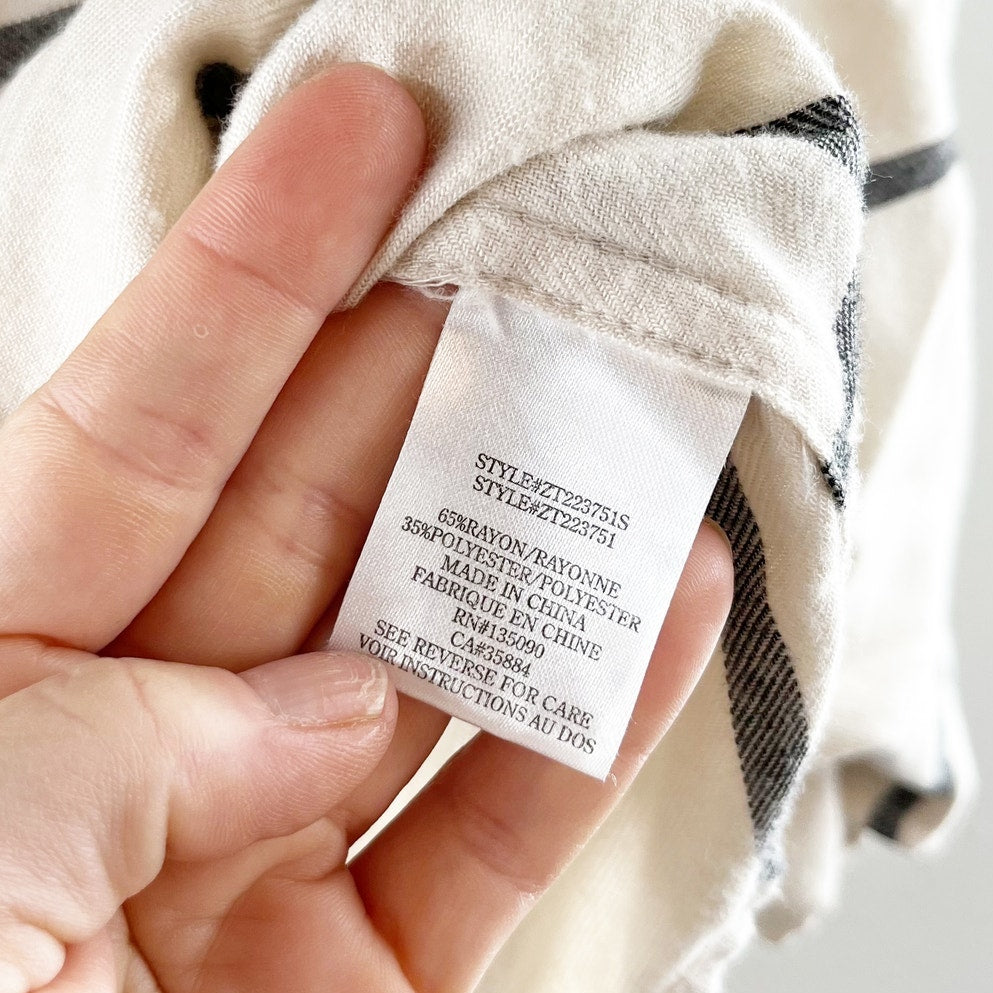 STYLE#ZT223751S
STYLE#ZT223751
65%RAYON/RAYONNE
35%POLYESTER/POLYESTER
MADE IN CHINA
FABRIQUE EN CHINE
RN#135090
CA#35884
SEE REVERSE FOR CARE
VOIR INSTRUCTIONS AU DOS